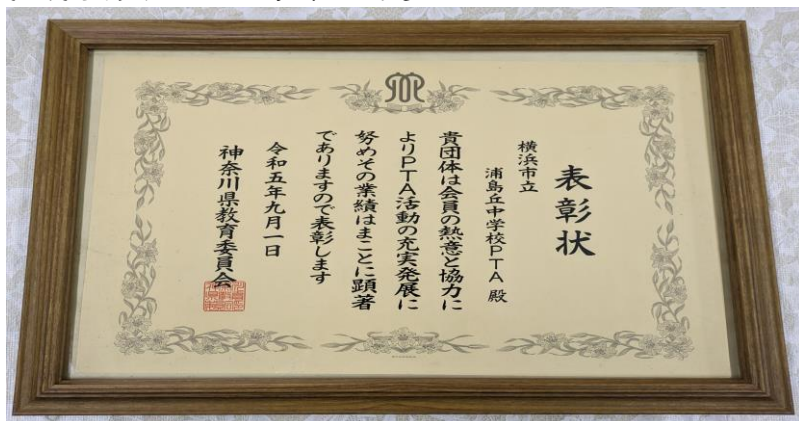 表彰状
横浜市立
浦島丘中学校PTA 殿
貴団体は会員の熱意と協力に
よりPTA活動の充実発展に
努めその業績はまことに顕著
でありますので表彰します
令和五年九月一日
神奈川県教育委員会